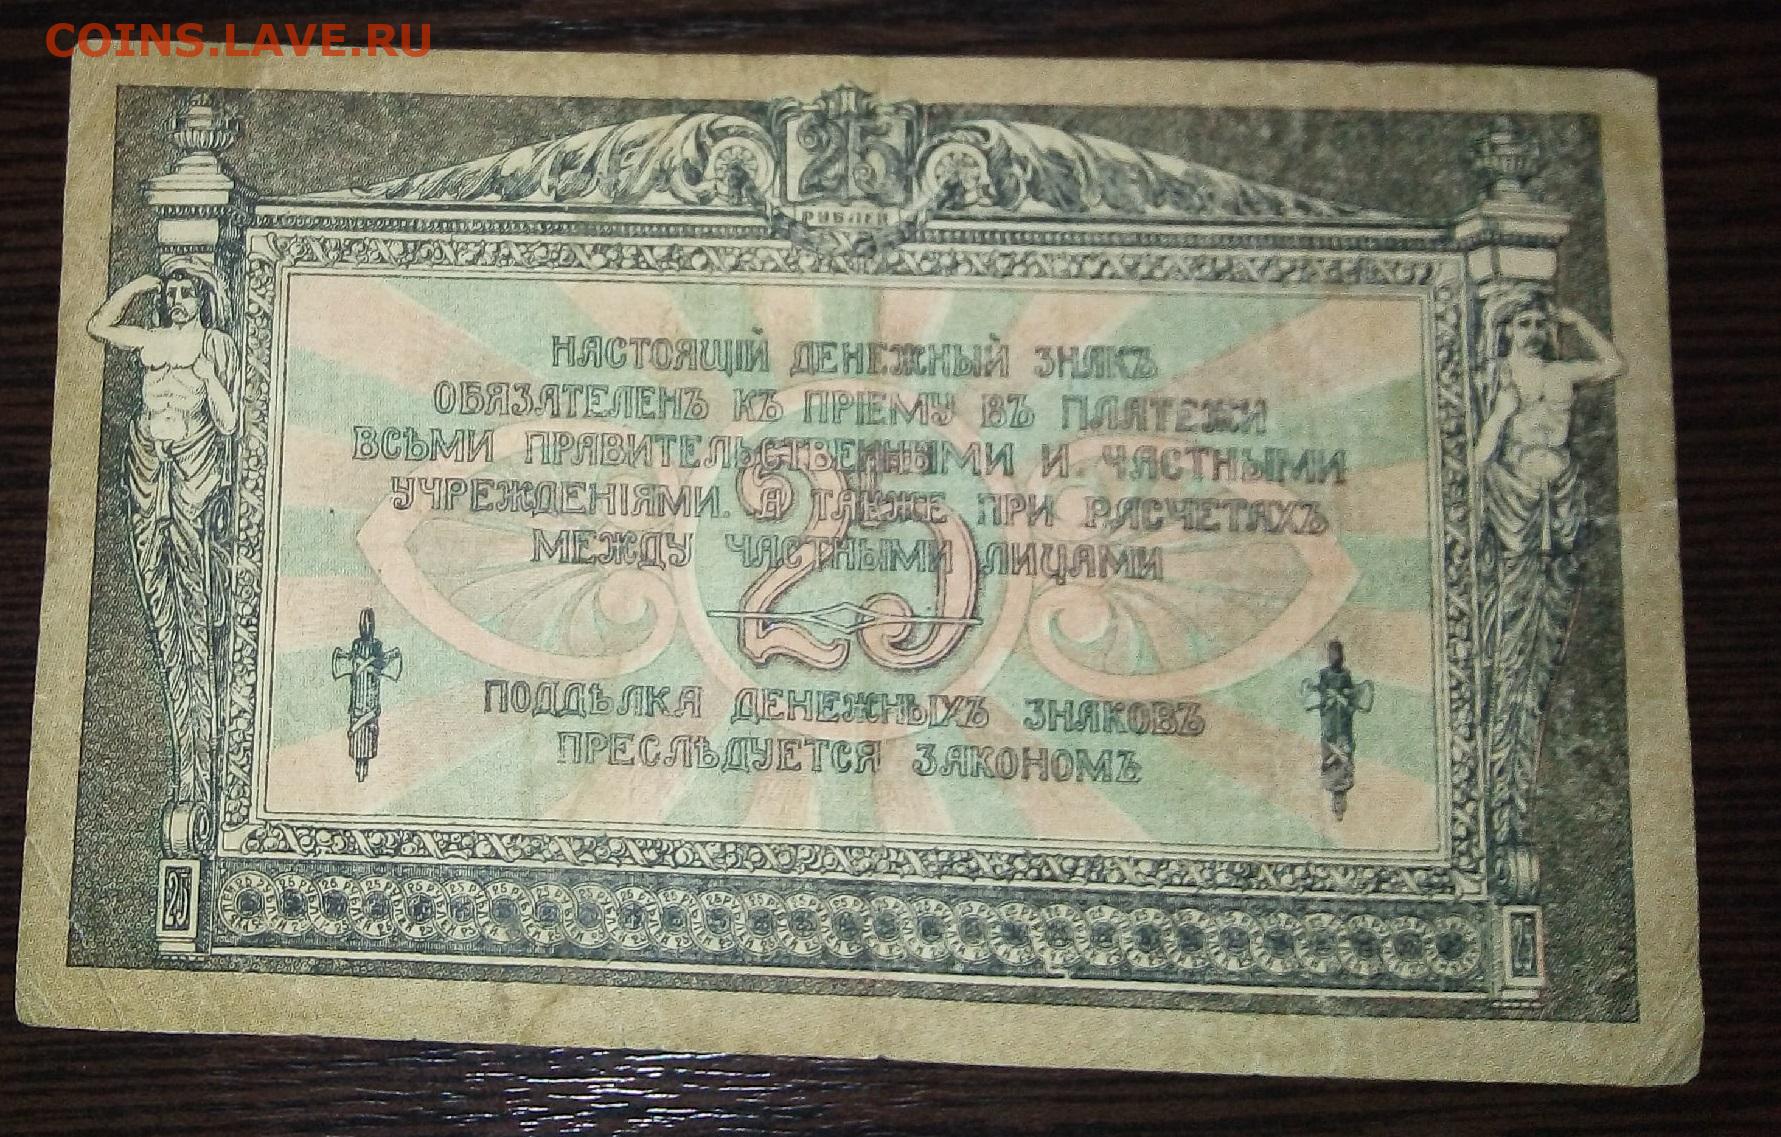 COINS.LAVE.RU
25
РУБЛЕЙ
НАСТОЯЩІЙ ДЕНЕЖНЫЙ ЗНАКЪ
ОБЯЗАТЕЛЕНЪ КЪ ПРІЕМУ ВЪ ПЛАТЕЖИ
ВСѢМИ ПРАВИТЕЛЬСТВЕННЫМИ И ЧАСТНЫМИ
УЧРЕЖДЕНІЯМИ. А ТАКЖЕ ПРИ РАСЧЕТАХЪ
МЕЖДУ ЧАСТНЫМИ ЛИЦАМИ
25
ПОДДѢЛКА ДЕНЕЖНЫХЪ ЗНАКОВЪ
ПРЕСЛѢДУЕТСЯ ЗАКОНОМЪ
25 25